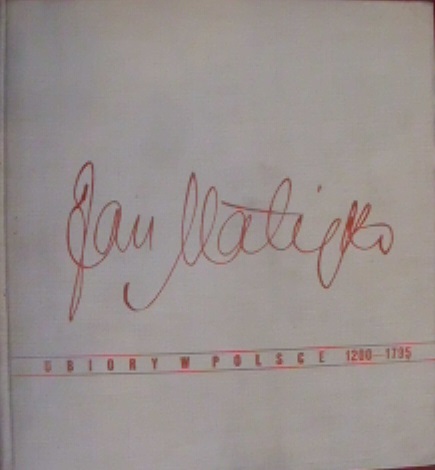 Jan Matejko
UBIORY W POLSCE 1200-1795